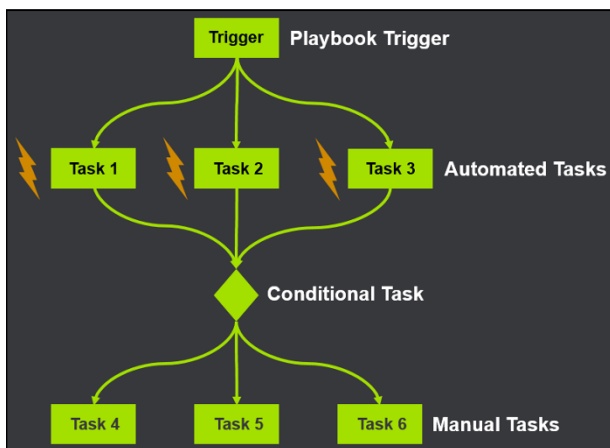 Trigger Playbook Trigger
Task 1 Task 2 Task 3 Automated Tasks
Conditional Task
Task 4 Task 5 Task 6 Manual Tasks